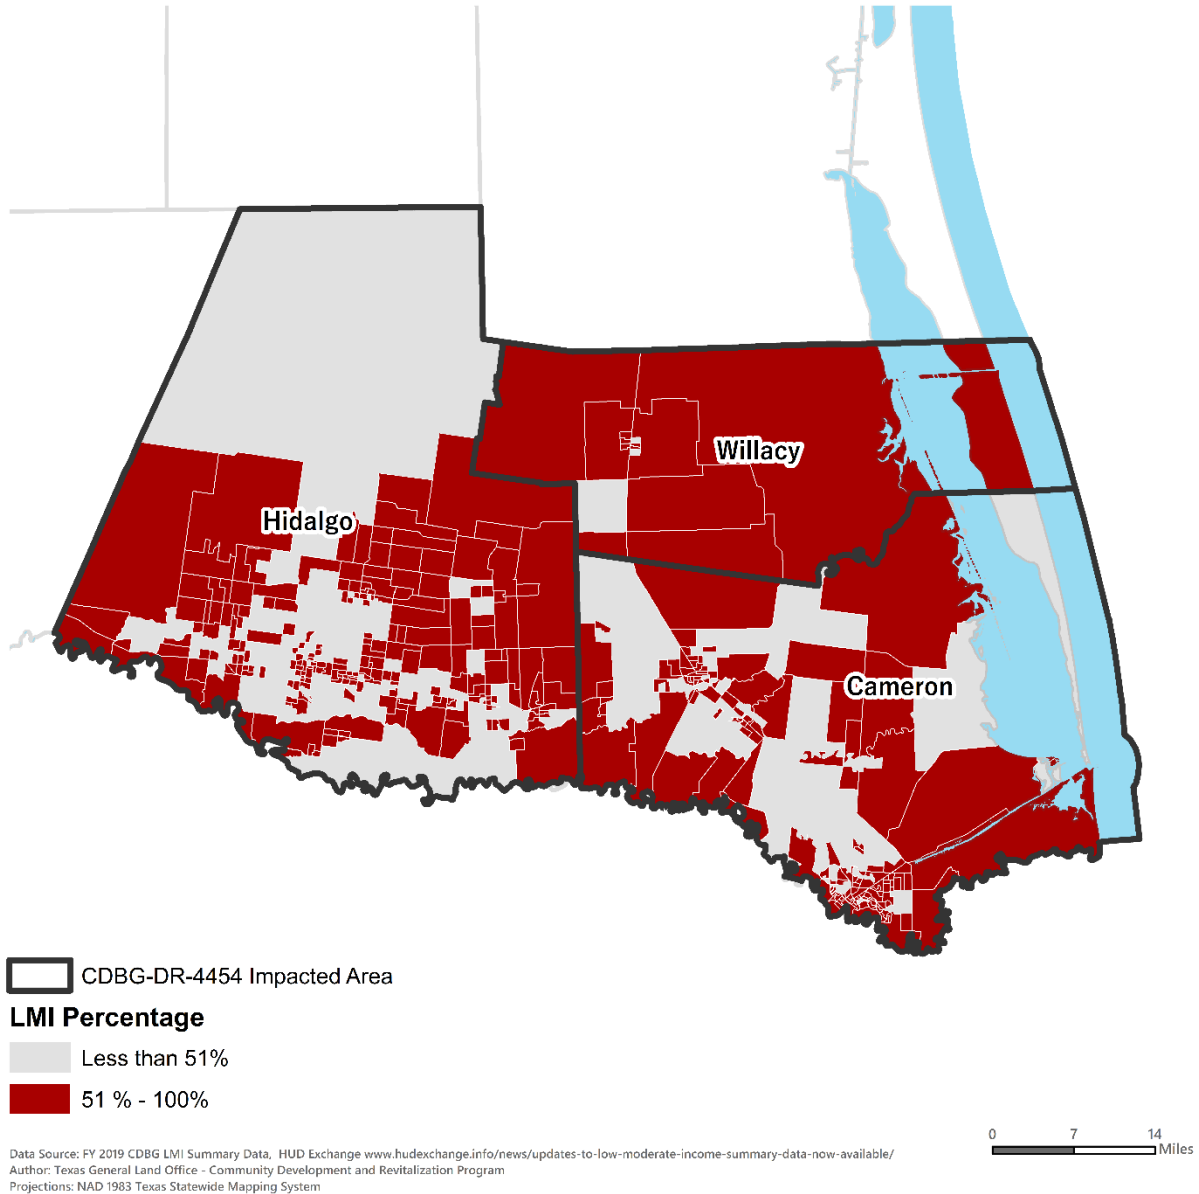 Willacy
Hidalgo
Cameron
CDBG-DR-4454 Impacted Area
LMI Percentage
Less than 51%
51 % - 100%
0 7 14
Miles
Data Source: FY 2019 CDBG LMI Summary Data, HUD Exchange www.hudexchange.info/news/updates-to-low-moderate-income-summary-data-now-available/
Author: Texas General Land Office - Community Development and Revitalization Program
Projections: NAD 1983 Texas Statewide Mapping System